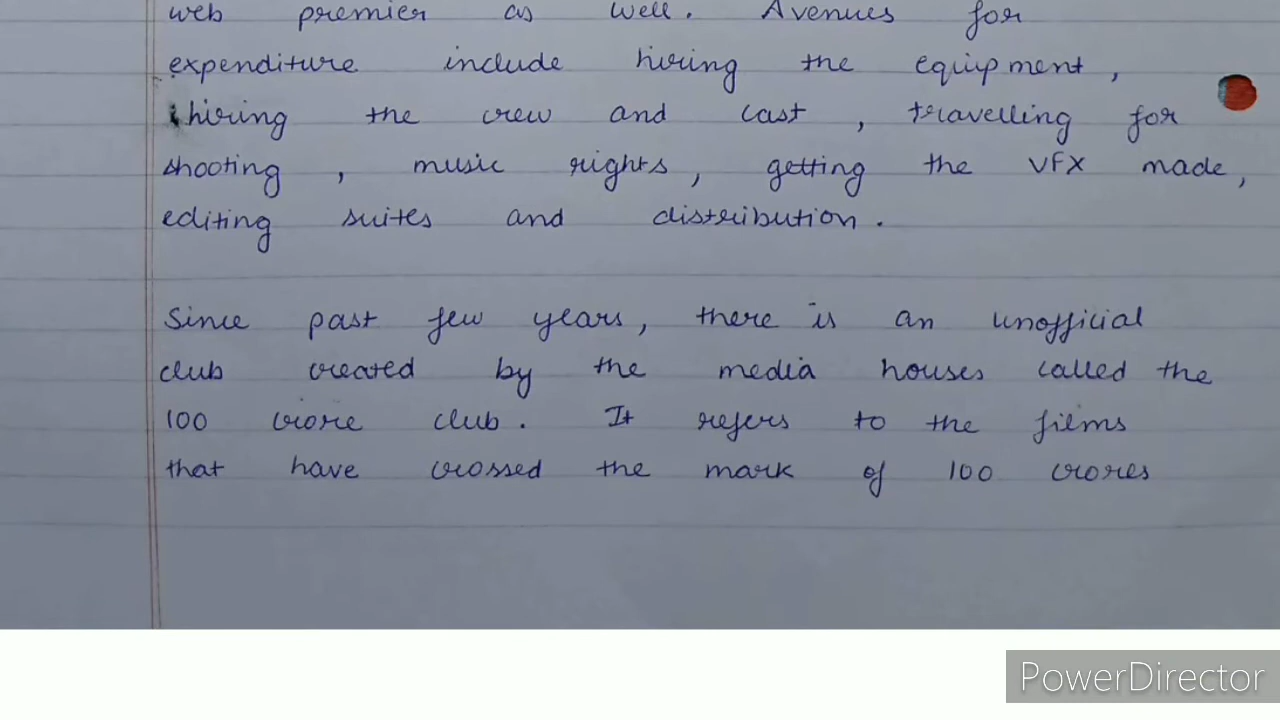 web premier as well. Avenues for
expenditure include hiring the equipment,
hiring the crew and cast, travelling for
shooting, music rights, getting the VFX made,
editing suites and distribution.
Since past few years, there is an unofficial
club created by the media houses called the
100 crore club. It refers to the films
that have crossed the mark of 100 crores
PowerDirector